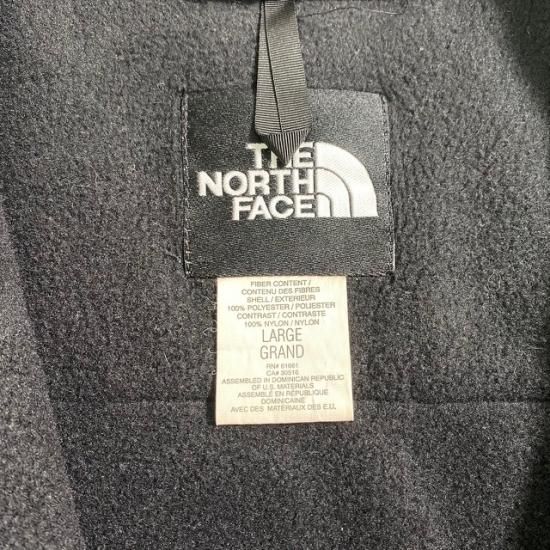 THE
NORTH
FACE
FIBER CONTENT/
CONTENU DES FIBRES
SHELL/EXTERIEUR
100% POLYESTER/POLIESTER
CONTRAST/CONTRASTE
100% NYLON/NYLON
LARGE
GRAND
RN# 61661
CA# 30516
ASSEMBLED IN DOMINICAN REPUBLIC
OF U.S. MATERIALS
ASSEMBLÉ EN RÉPUBLIQUE
DOMINICAINE
AVEC DES MATERIAUX DES E.U.